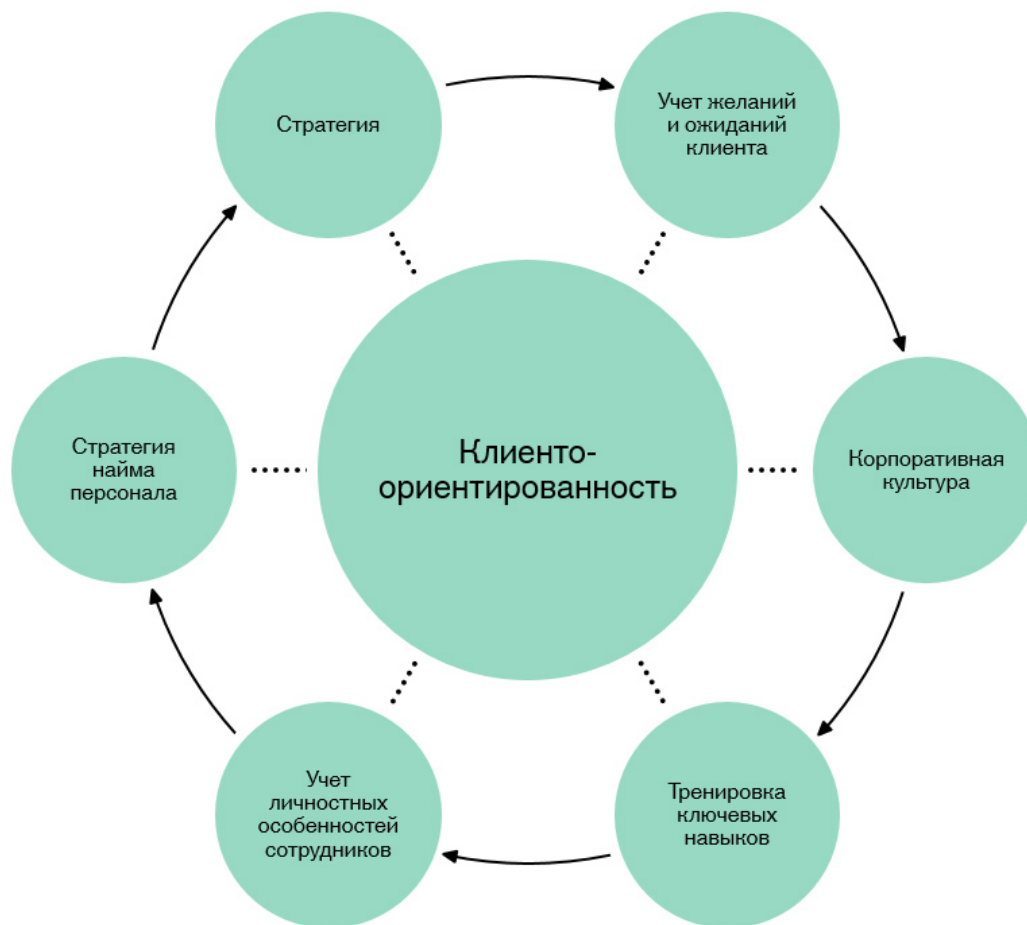 Стратегия
Учет желаний
и ожиданий
клиента
Стратегия
найма
персонала
Клиенто-
ориентированность
Корпоративная
культура
Учет
личностных
особенностей
сотрудников
Тренировка
ключевых
навыков